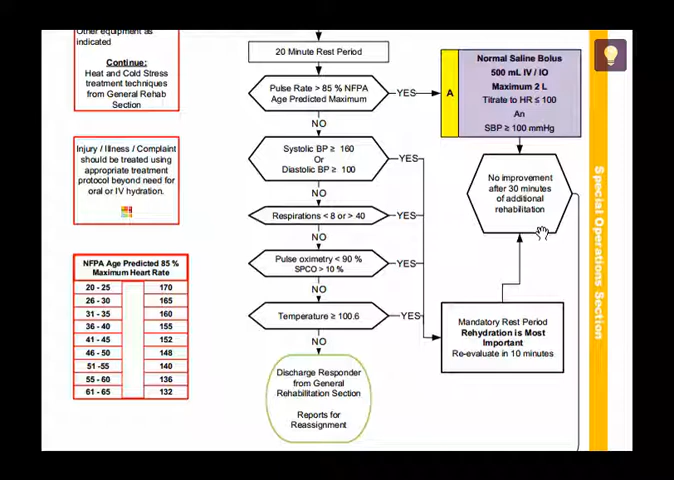 Other equipment as
indicated
Continue:
Heat and Cold Stress
treatment techniques
from General Rehab
Section
Injury / Illness / Complaint
should be treated using
appropriate treatment
protocol beyond need for
oral or IV hydration.
NFPA Age Predicted 85 %
Maximum Heart Rate
20 - 25 170
26 - 30 165
31 - 35 160
36 - 40 155
41 - 45 152
46 - 50 148
51 -55 140
55 - 60 136
61 - 65 132
20 Minute Rest Period
Pulse Rate > 85 % NFPA
Age Predicted Maximum
YES
NO
Systolic BP ≥ 160
Or
Diastolic BP ≥ 100
YES
NO
Respirations < 8 or > 40
YES
NO
Pulse oximetry < 90 %
SPCO > 10 %
YES
NO
Temperature ≥ 100.6
YES
NO
Discharge Responder
from General
Rehabilitation Section
Reports for
Reassignment
A
Normal Saline Bolus
500 mL IV / IO
Maximum 2 L
Titrate to HR ≤ 100
An
SBP ≥ 100 mmHg
No improvement
after 30 minutes
of additional
rehabilitation
Mandatory Rest Period
Rehydration is Most
Important
Re-evaluate in 10 minutes
Special Operations Section